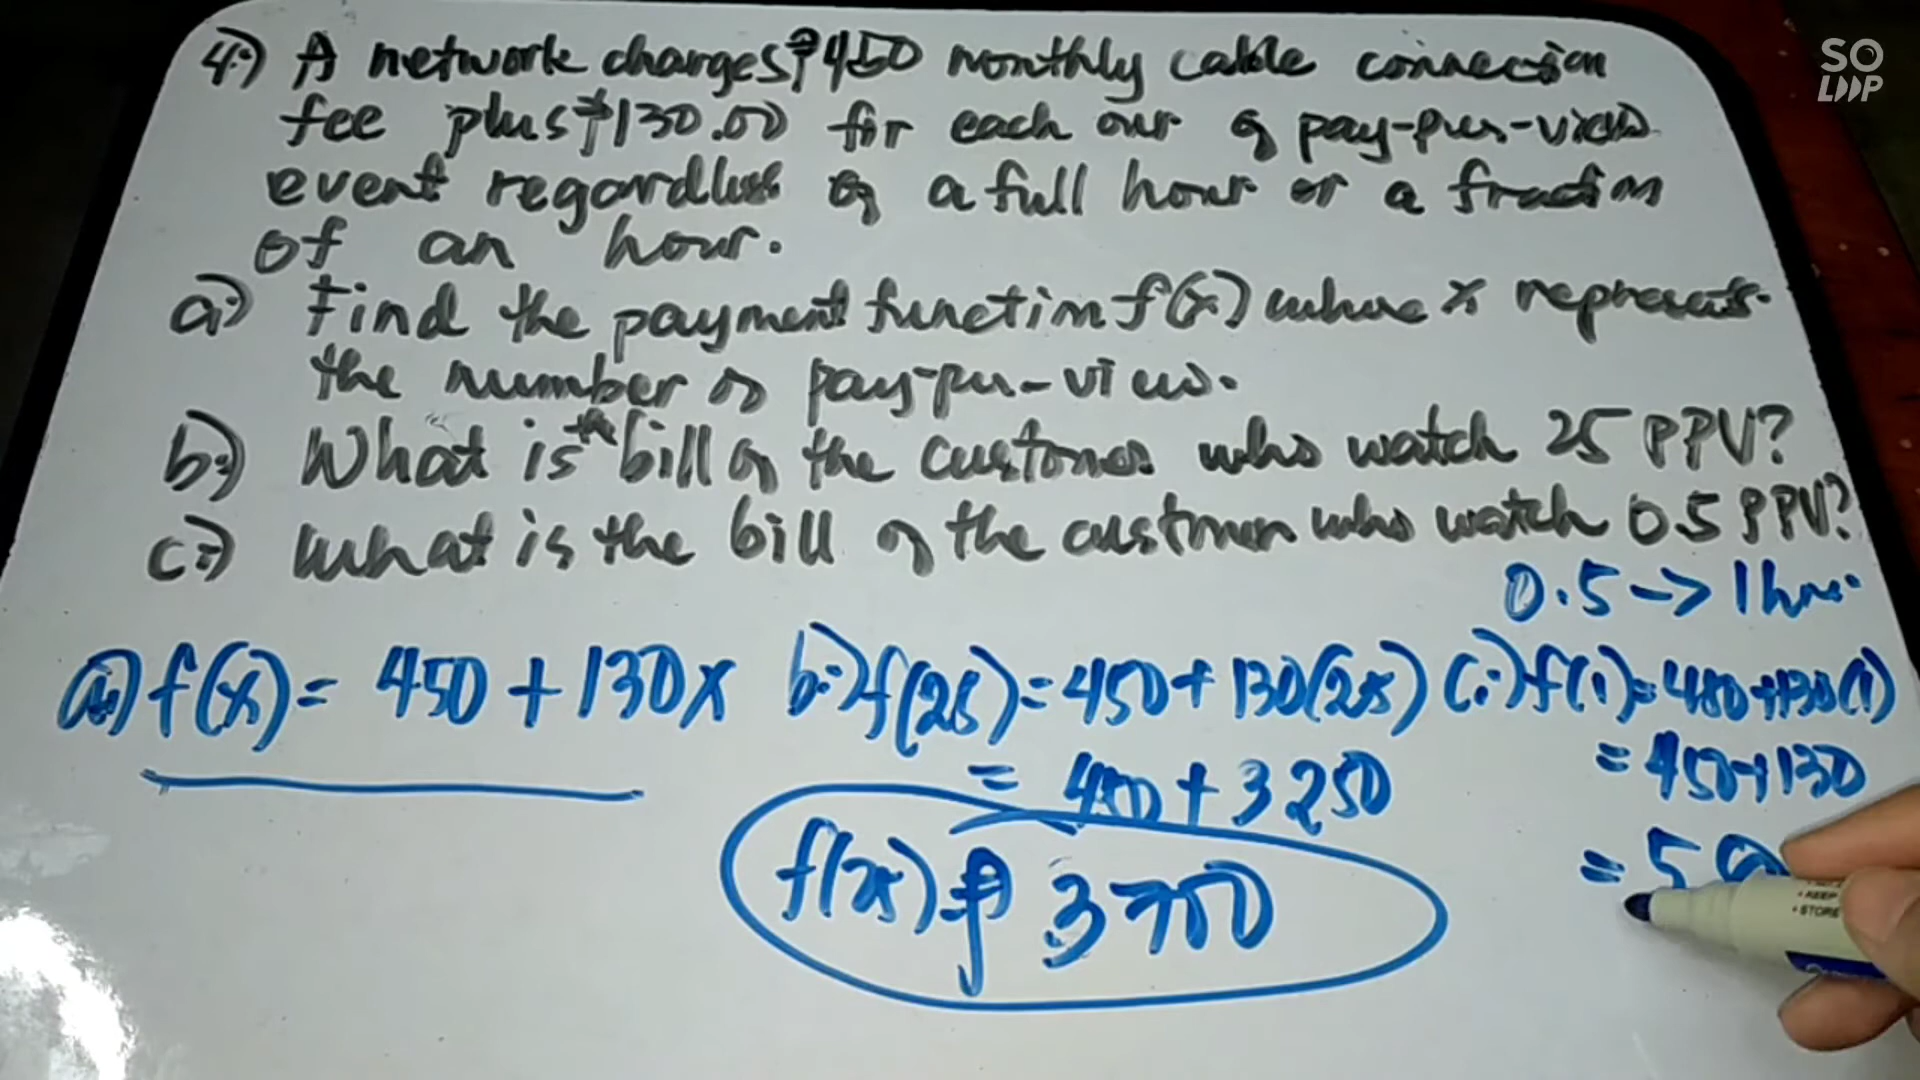 SO
LOOP
4.) A network charges ₱450 monthly cable connection
fee plus ₱130.00 for each our of pay-per-view
event regardless of a full hour or a fraction
of an hour.
a.) Find the payment function f(x) where x represents
the number of pay-per-view.
b.) What is the bill of the customer who watch 25 PPV?
c.) What is the bill of the customer who watch 0.5 PPV?
0.5 -> 1 hr.
a.) f(x) = 450 + 130x
b.) f(25) = 450 + 130(25)
= 450 + 3250
f(25) ₱ 3700
c.) f(1) = 450 + 130(1)
= 450 + 130
= 58